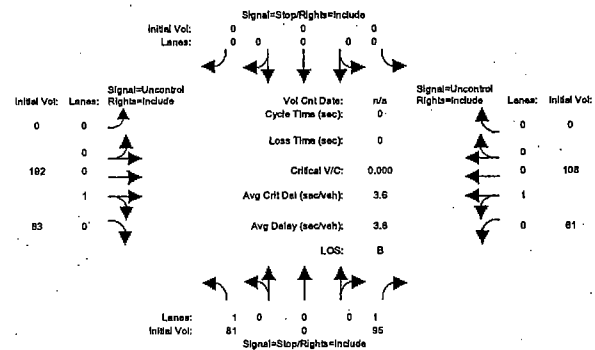 Signal=Stop/Rights=Include
Initial Vol: 0 0 0
Lanes: 0 0 0 0 0
Signal=Uncontrol
Initial Vol: Lanes: Rights=Include
Vol Cnt Date: n/a
Cycle Time (sec): 0
Signal=Uncontrol
Rights=Include Lanes: Initial Vol:
0 0 0 0
Loss Time (sec): 0
0 0
192 0 Critical V/C: 0.000 0 108
1 Avg Crit Del (sec/veh): 3.6 1
83 0 Avg Delay (sec/veh): 3.6 0 61
LOS: B
Lanes: 1 0 0 0 1
Initial Vol: 81 0 95
Signal=Stop/Rights=Include